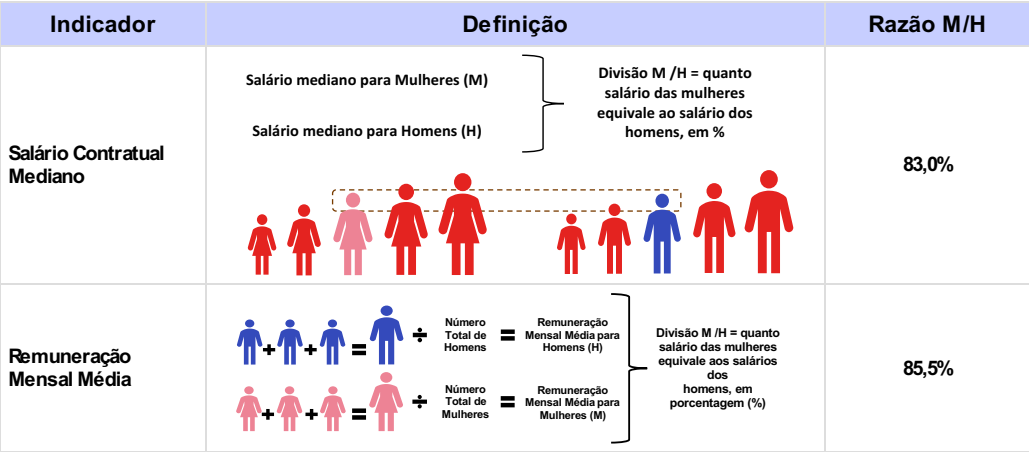 Indicador
Definição
Razão M/H
Salário Contratual
Mediano
Salário mediano para Mulheres (M)
Salário mediano para Homens (H)
Divisão M /H = quanto
salário das mulheres
equivale ao salário dos
homens, em %
83,0%
Remuneração
Mensal Média
+ + = ÷
Número
Total de
Homens
=
Remuneração
Mensal Média para
Homens (H)
+ + = ÷
Número
Total de
Mulheres
=
Remuneração
Mensal Média para
Mulheres (M)
Divisão M /H = quanto
salário das mulheres
equivale aos salários
dos
homens, em
porcentagem (%)
85,5%